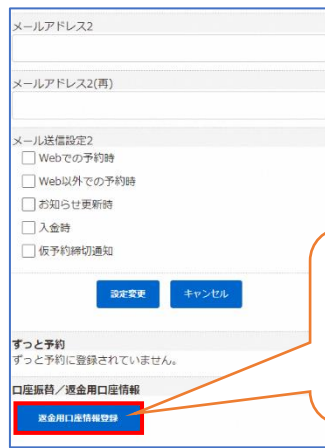 メールアドレス2
メールアドレス2(再)
メール送信設定2
Webでの予約時
Web以外での予約時
お知らせ更新時
入金時
仮予約締切通知
設定変更 キャンセル
ずっと予約
ずっと予約に登録されていません。
口座振替／返金用口座情報
返金用口座情報登録